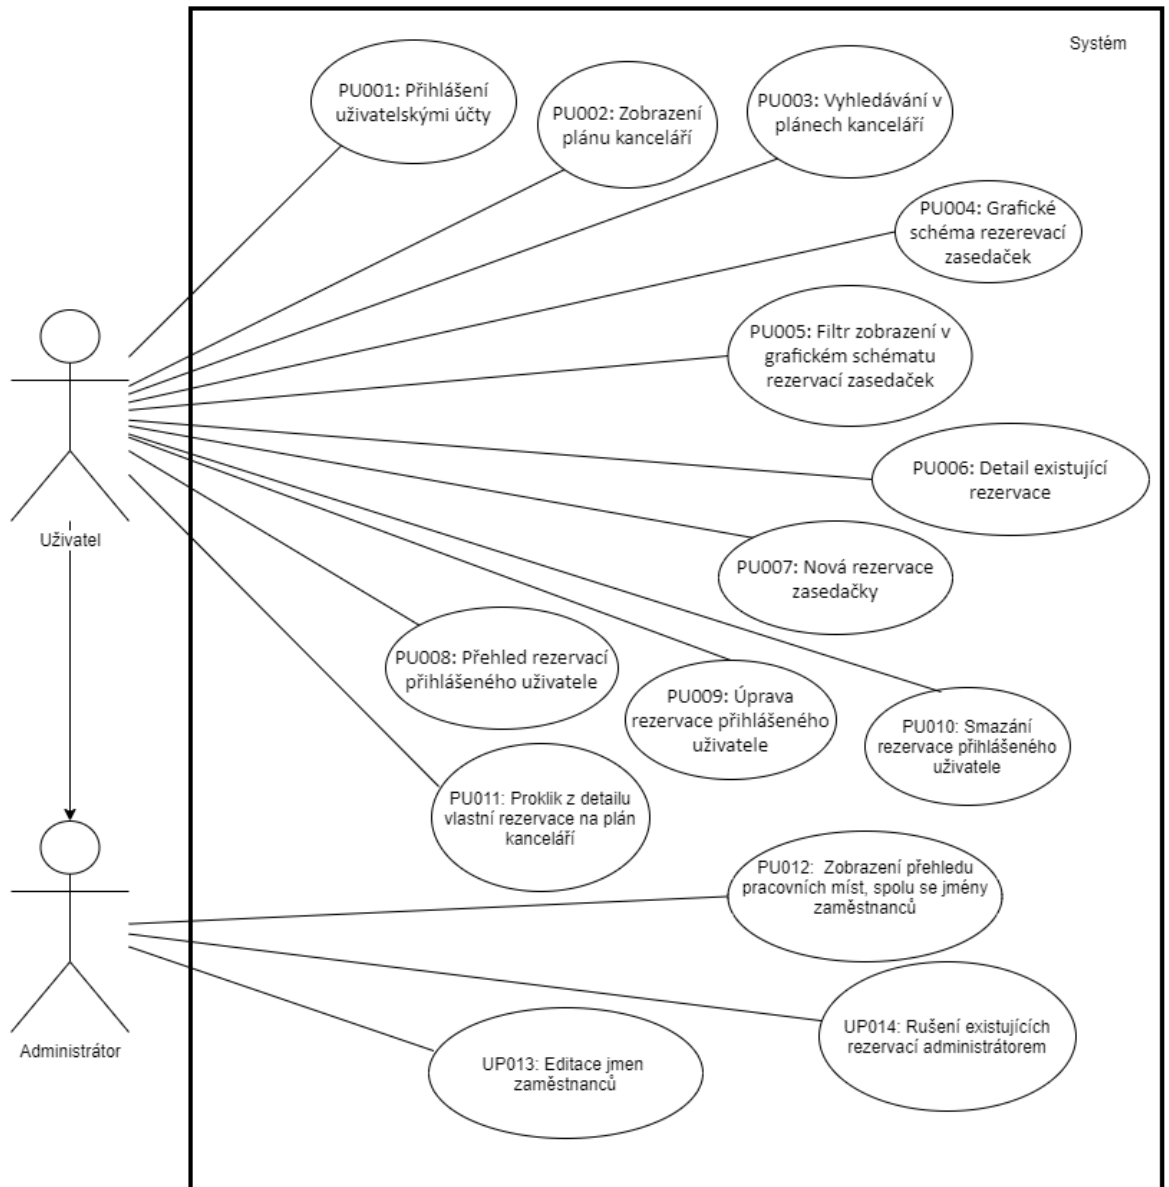 Systém
PU001: Přihlášení
uživatelskými účty
PU002: Zobrazení
plánu kanceláří
PU003: Vyhledávání v
plánech kanceláří
PU004: Grafické
schéma rezerevací
zasedaček
PU005: Filtr zobrazení v
grafickém schématu
rezervací zasedaček
PU006: Detail existující
rezervace
Uživatel
PU007: Nová rezervace
zasedačky
PU008: Přehled rezervací
přihlášeného uživatele
PU009: Úprava
rezervace přihlášeného
uživatele
PU010: Smazání
rezervace přihlášeného
uživatele
PU011: Proklik z detailu
vlastní rezervace na plán
kanceláří
PU012: Zobrazení přehledu
pracovních míst, spolu se jmény
zaměstnanců
Administrátor
UP014: Rušení existujících
rezervací administrátorem
UP013: Editace jmen
zaměstnanců